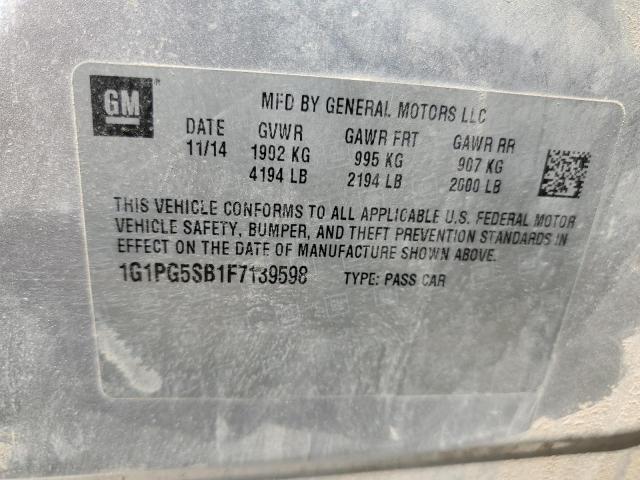 GM
MFD BY GENERAL MOTORS LLC
DATE GVWR GAWR FRT GAWR RR
11/14 1902 KG 995 KG 907 KG
4194 LB 2194 LB 2000 LB
THIS VEHICLE CONFORMS TO ALL APPLICABLE U.S. FEDERAL MOTOR
VEHICLE SAFETY, BUMPER, AND THEFT PREVENTION STANDARDS IN
EFFECT ON THE DATE OF MANUFACTURE SHOWN ABOVE.
1G1PG5SB1F7139598 TYPE: PASS CAR